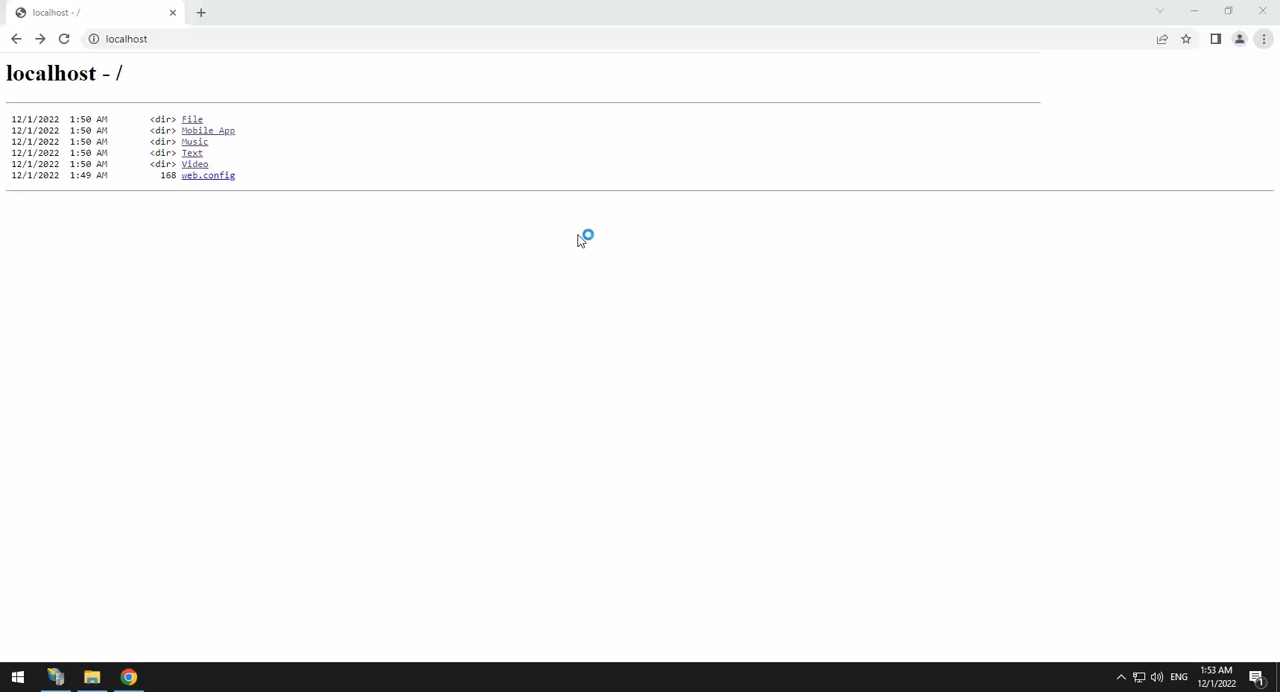 localhost - /
localhost
localhost - /
12/1/2022 1:50 AM <dir> File
12/1/2022 1:50 AM <dir> Mobile App
12/1/2022 1:50 AM <dir> Music
12/1/2022 1:50 AM <dir> Text
12/1/2022 1:50 AM <dir> Video
12/1/2022 1:49 AM 168 web.config
ENG
1:53 AM
12/1/2022
1